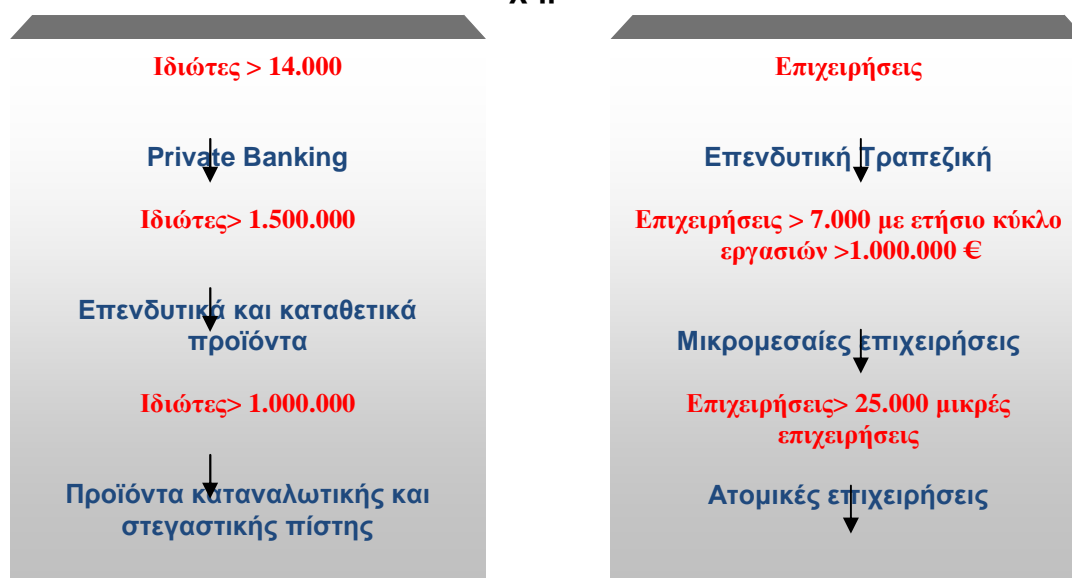 Ιδιώτες > 14.000
Private Banking
Ιδιώτες> 1.500.000
Επενδυτικά και καταθετικά
προϊόντα
Ιδιώτες> 1.000.000
Προϊόντα καταναλωτικής και
στεγαστικής πίστης
Επιχειρήσεις
Επενδυτική Τραπεζική
Επιχειρήσεις > 7.000 με ετήσιο κύκλο
εργασιών >1.000.000 €
Μικρομεσαίες επιχειρήσεις
Επιχειρήσεις> 25.000 μικρές
επιχειρήσεις
Ατομικές επιχειρήσεις